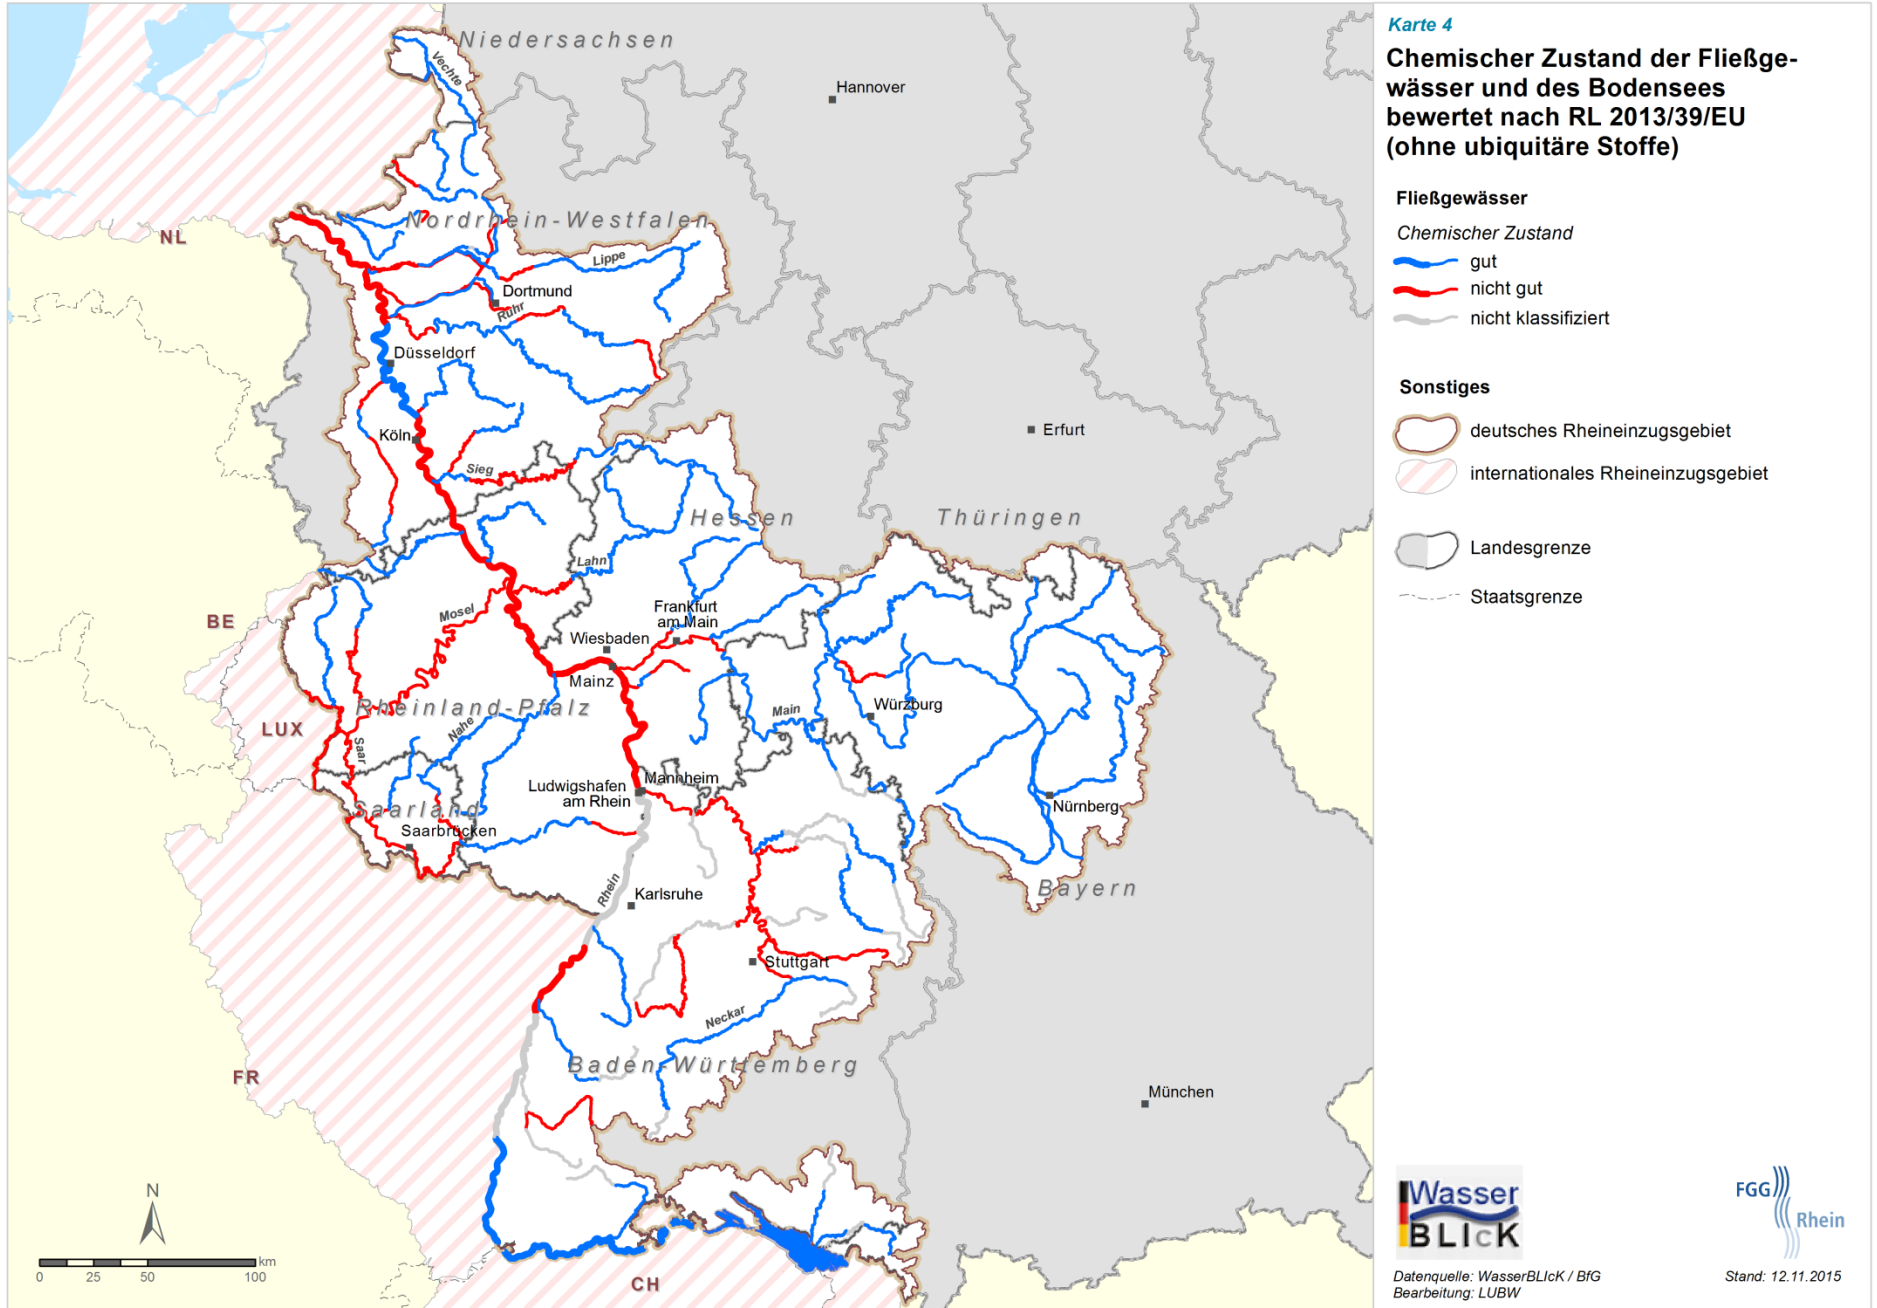 Karte 4
Chemischer Zustand der Fließge-
wässer und des Bodensees
bewertet nach RL 2013/39/EU
(ohne ubiquitäre Stoffe)
Fließgewässer
Chemischer Zustand
gut
nicht gut
nicht klassifiziert
Sonstiges
deutsches Rheineinzugsgebiet
internationales Rheineinzugsgebiet
Landesgrenze
Staatsgrenze
Niedersachsen
Vechte
Hannover
Nordrhein-Westfalen
NL
Lippe
Dortmund
Ruhr
Düsseldorf
Köln
Erfurt
Sieg
Hessen
Thüringen
Lahn
Mosel
Frankfurt
am Main
BE
Wiesbaden
Mainz
Rheinland-Pfalz
Main
Würzburg
LUX
Nahe
Saar
Mannheim
Ludwigshafen
am Rhein
Nürnberg
Saarland
Saarbrücken
Rhein
Karlsruhe
Bayern
Stuttgart
Neckar
Baden-Württemberg
FR
München
N
km
0 25 50 100
CH
Wasser
BLIcK
FGG
Rhein
Datenquelle: WasserBLIcK / BfG
Bearbeitung: LUBW
Stand: 12.11.2015